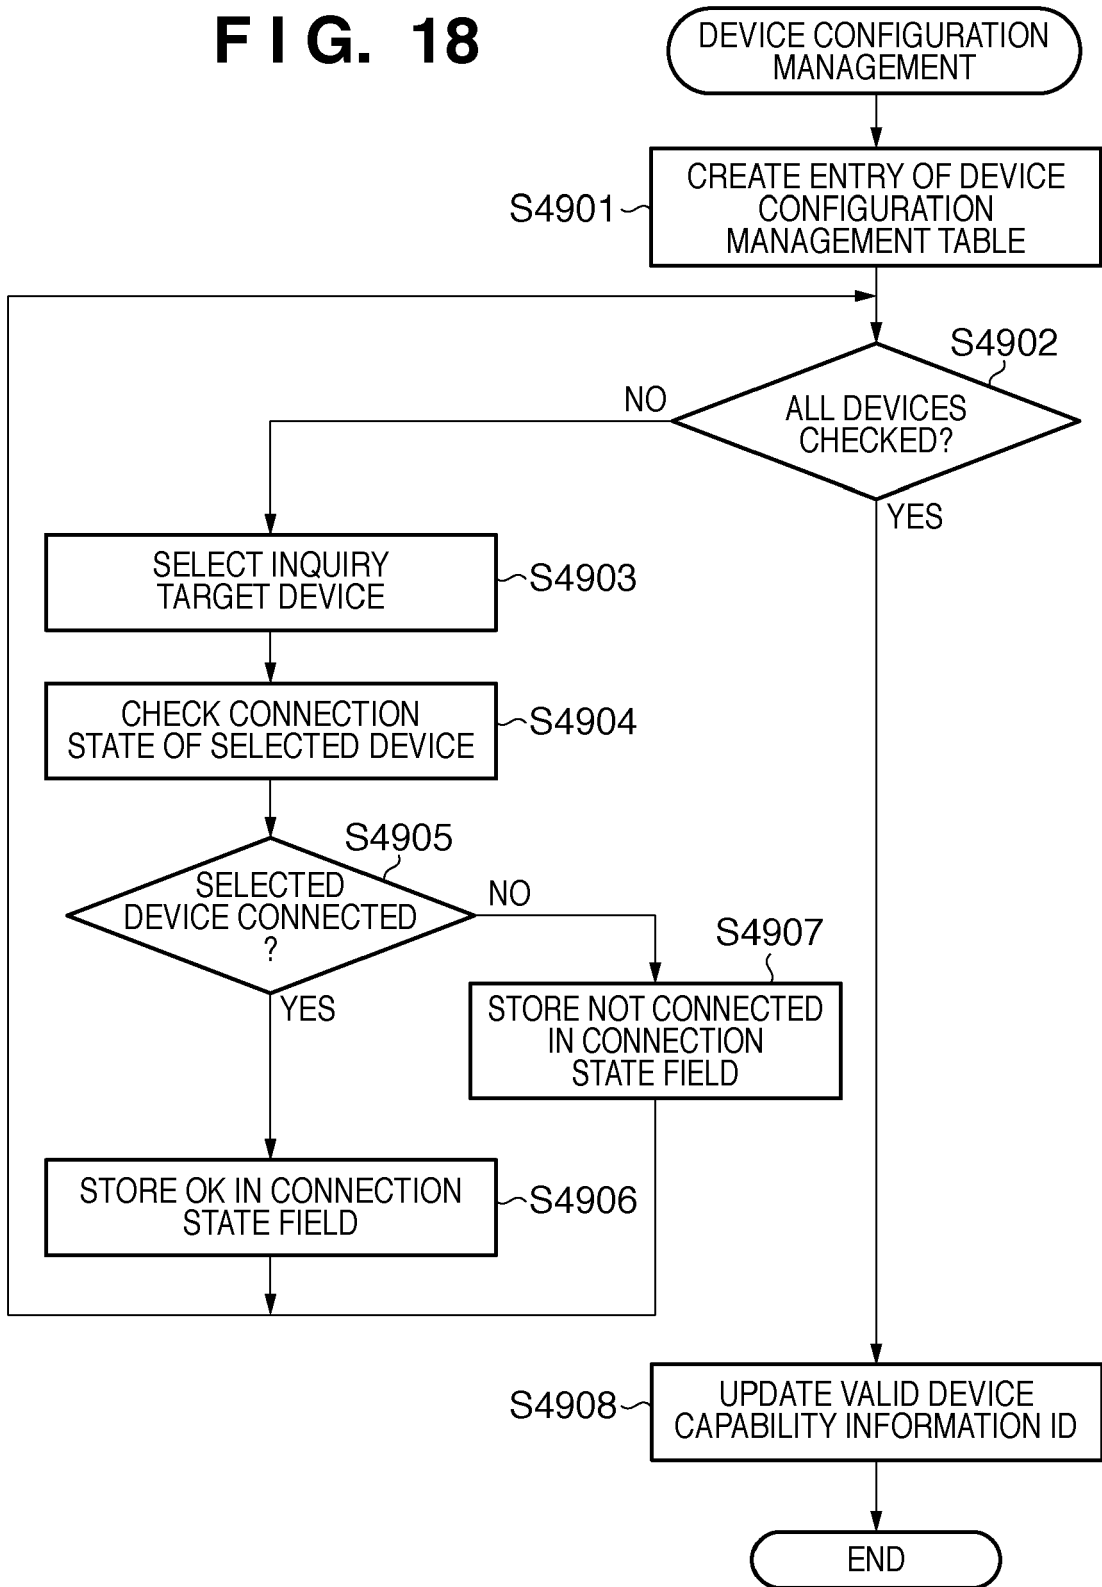 FIG. 18
DEVICE CONFIGURATION
MANAGEMENT
S4901
CREATE ENTRY OF DEVICE
CONFIGURATION
MANAGEMENT TABLE
S4902
ALL DEVICES
CHECKED?
NO
YES
SELECT INQUIRY
TARGET DEVICE
S4903
CHECK CONNECTION
STATE OF SELECTED DEVICE
S4904
S4905
SELECTED
DEVICE CONNECTED
?
NO
YES
S4907
STORE NOT CONNECTED
IN CONNECTION
STATE FIELD
STORE OK IN CONNECTION
STATE FIELD
S4906
S4908
UPDATE VALID DEVICE
CAPABILITY INFORMATION ID
END